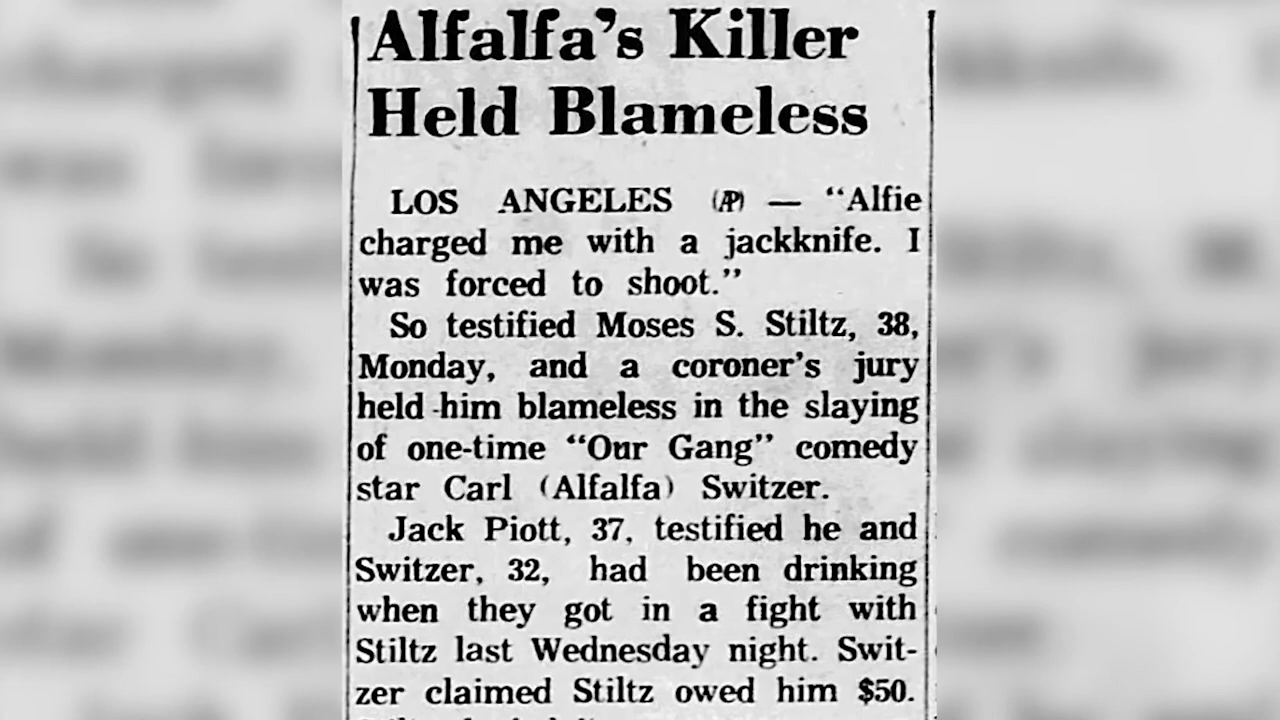 Alfalfa's Killer
Held Blameless
LOS ANGELES (AP) — "Alfie
charged me with a jackknife. I
was forced to shoot."
So testified Moses S. Stiltz, 38,
Monday, and a coroner's jury
held him blameless in the slaying
of one-time "Our Gang" comedy
star Carl (Alfalfa) Switzer.
Jack Piott, 37, testified he and
Switzer, 32, had been drinking
when they got in a fight with
Stiltz last Wednesday night. Swit-
zer claimed Stiltz owed him $50.